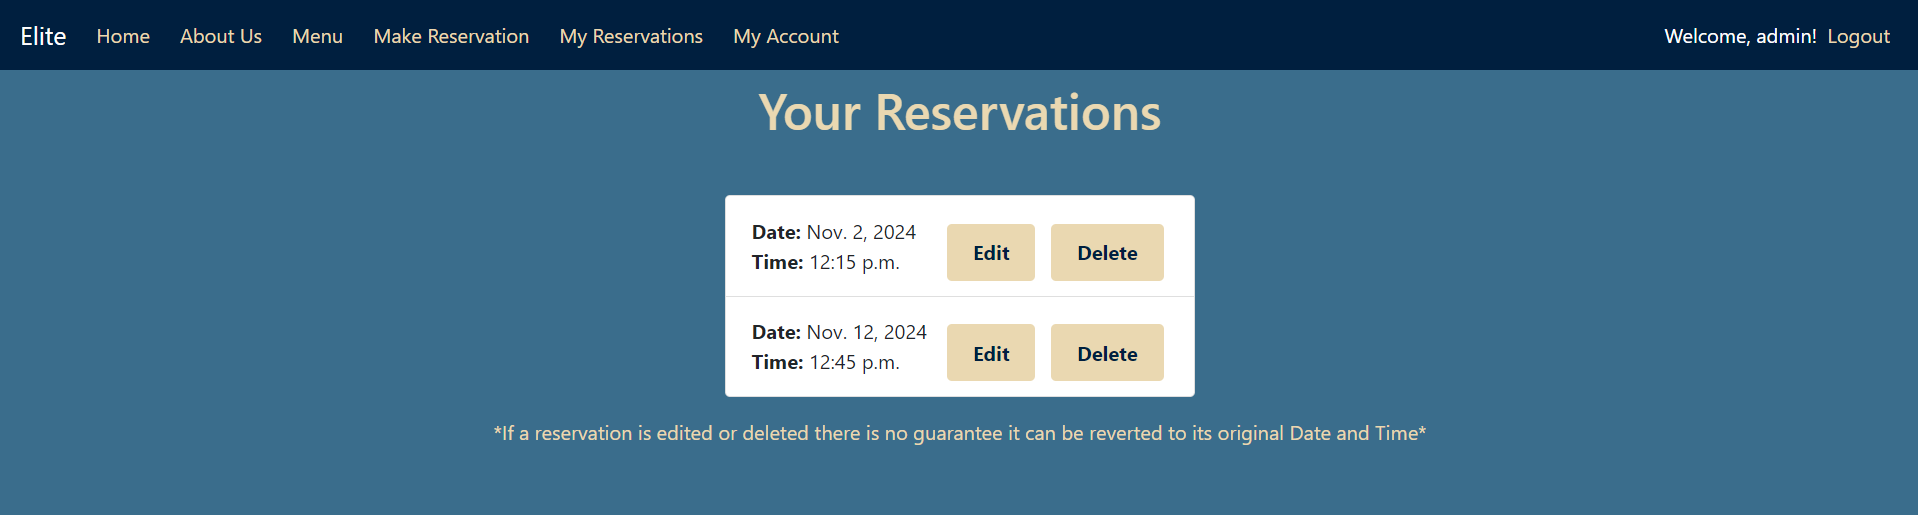 Elite Home About Us Menu Make Reservation My Reservations My Account Welcome, admin! Logout
Your Reservations
Date: Nov. 2, 2024
Time: 12:15 p.m.
Edit Delete
Date: Nov. 12, 2024
Time: 12:45 p.m.
Edit Delete
*If a reservation is edited or deleted there is no guarantee it can be reverted to its original Date and Time*